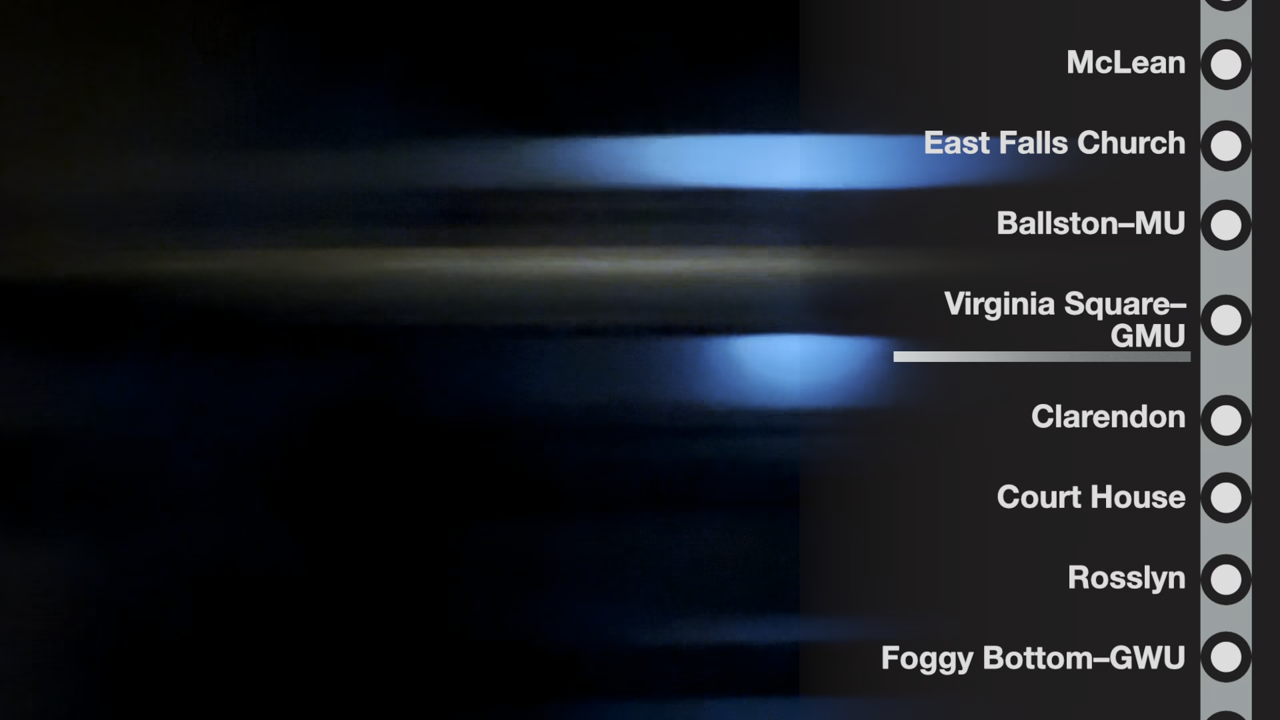 McLean
East Falls Church
Ballston–MU
Virginia Square–
GMU
Clarendon
Court House
Rosslyn
Foggy Bottom–GWU